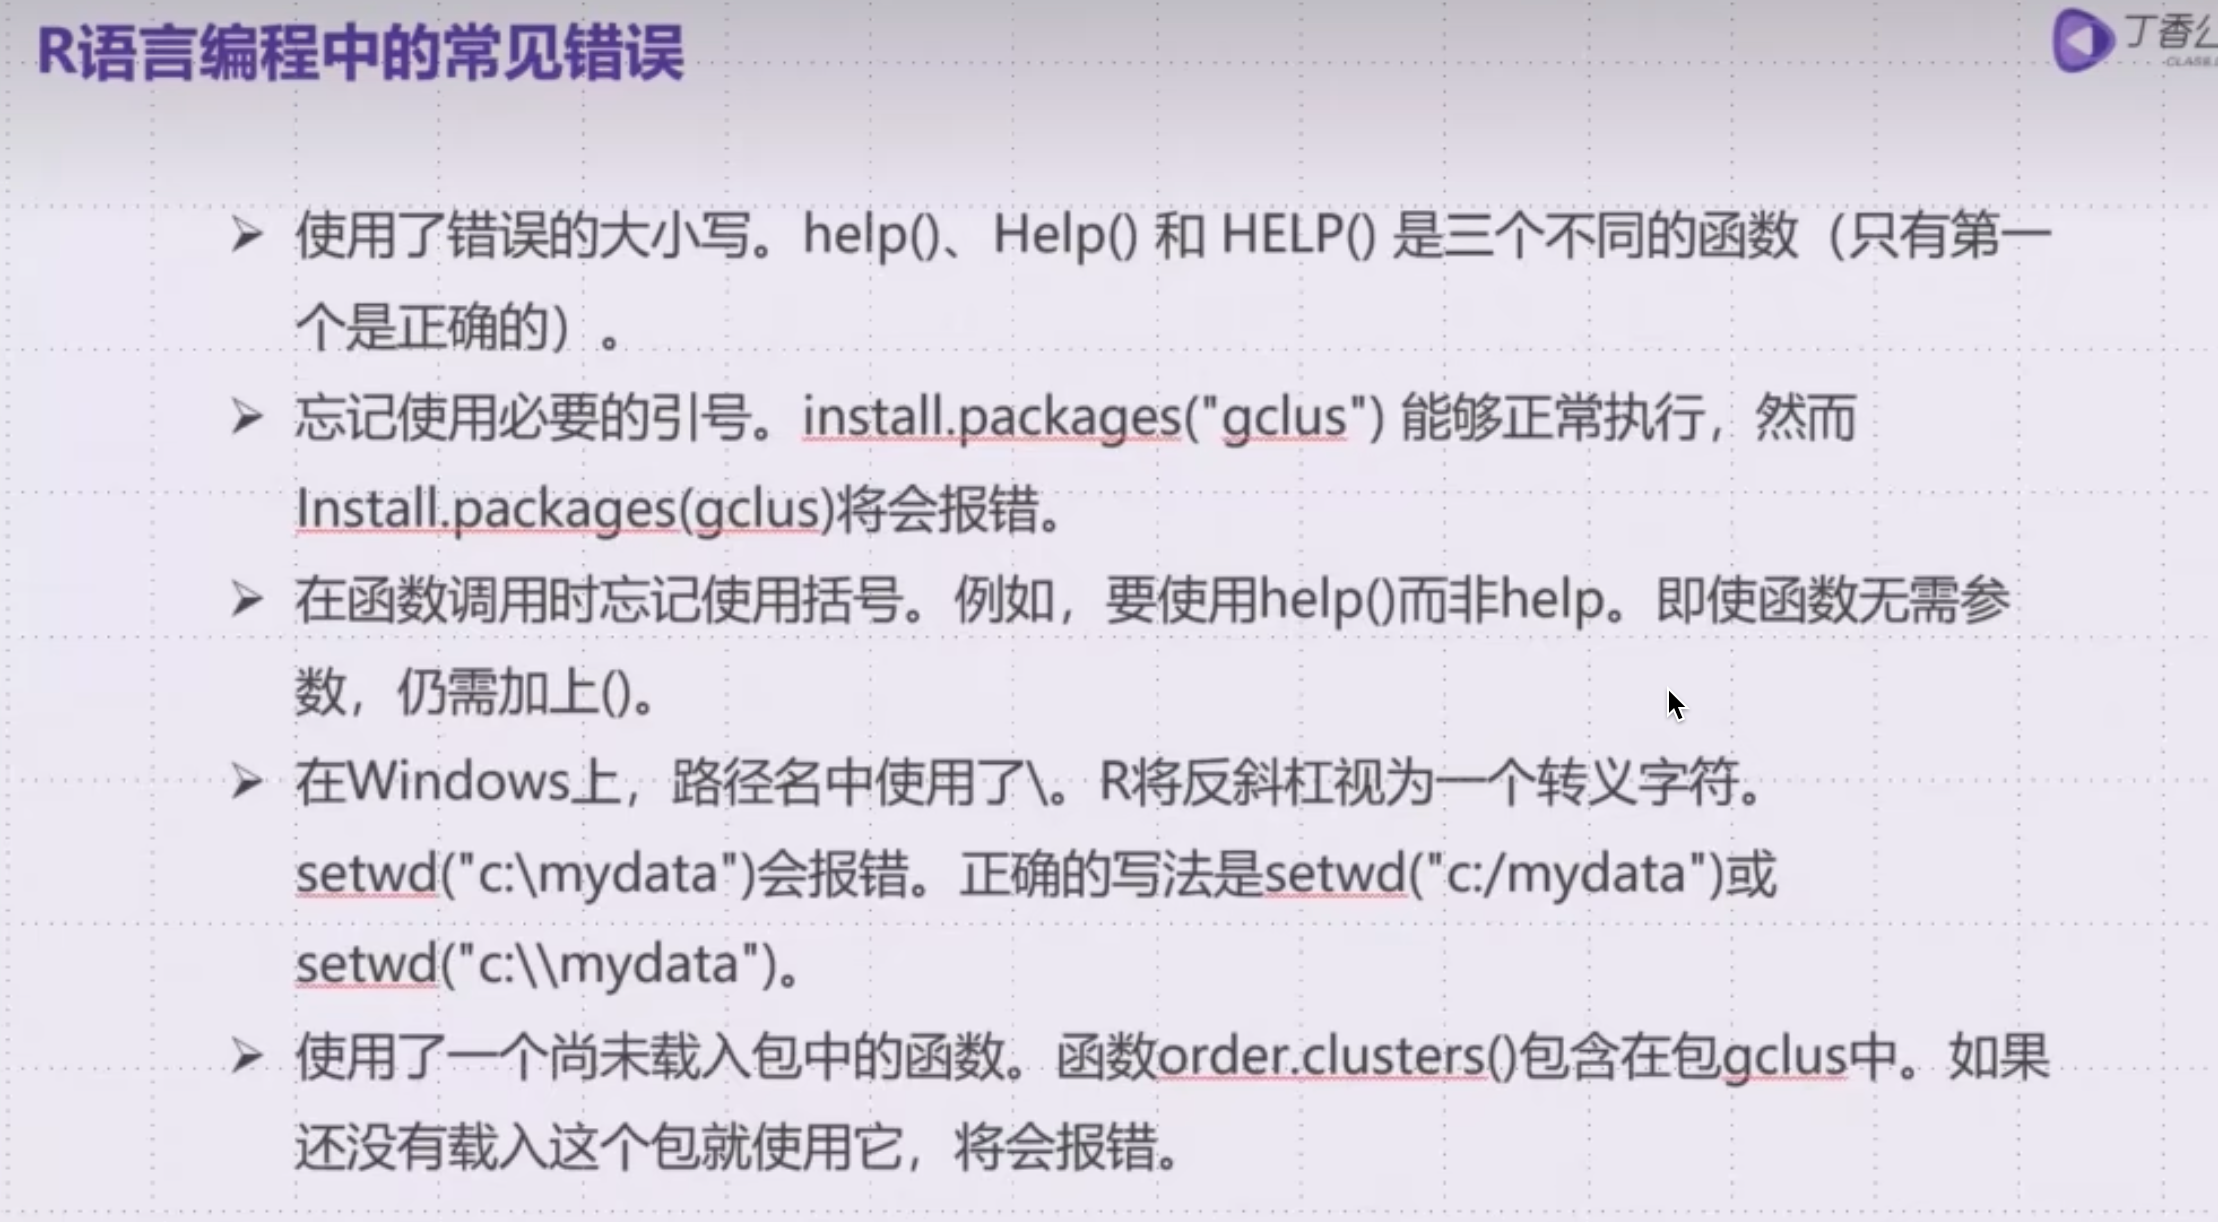 R语言编程中的常见错误
丁香
CLASS.
使用了错误的大小写。help()、Help() 和 HELP() 是三个不同的函数（只有第一
个是正确的）。
忘记使用必要的引号。install.packages("gclus") 能够正常执行，然而
Install.packages(gclus)将会报错。
在函数调用时忘记使用括号。例如，要使用help()而非help。即使函数无需参
数，仍需加上()。
在Windows上，路径名中使用了\。R将反斜杠视为一个转义字符。
setwd("c:\mydata")会报错。正确的写法是setwd("c:/mydata")或
setwd("c:\\mydata")。
使用了一个尚未载入包中的函数。函数order.clusters()包含在包gclus中。如果
还没有载入这个包就使用它，将会报错。